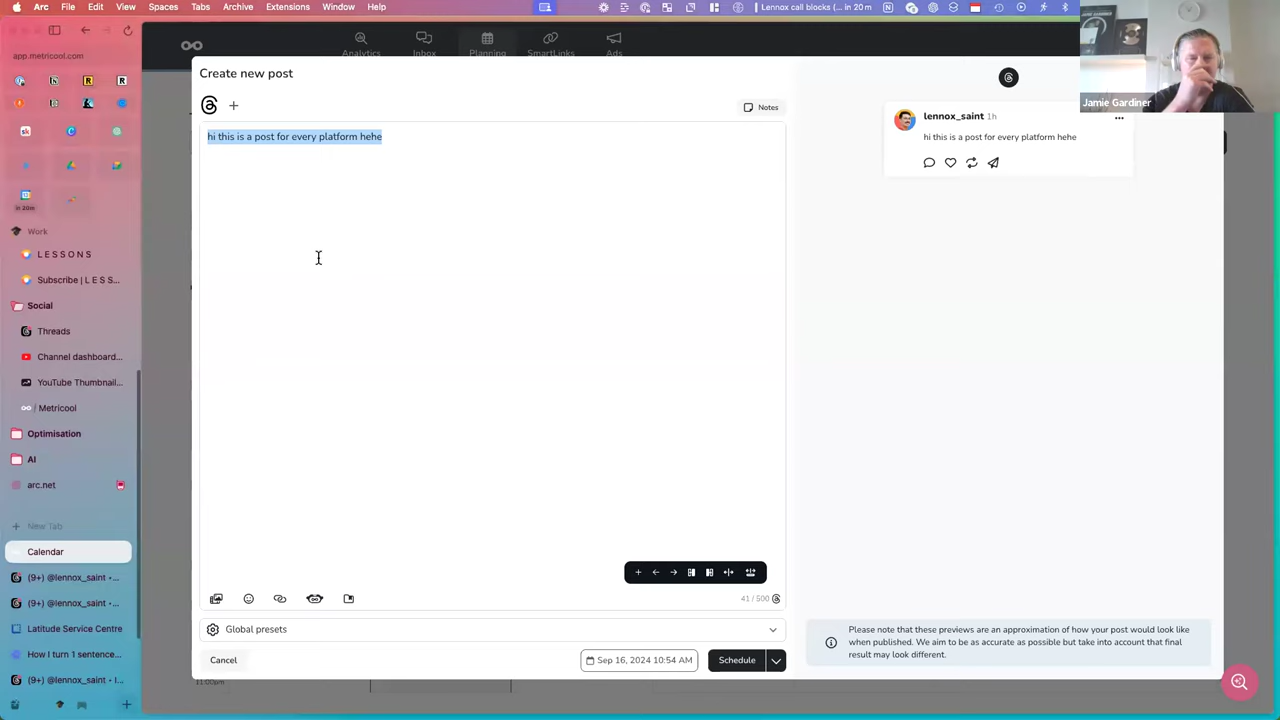 Arc File Edit View Spaces Tabs Archive Extensions Window Help
Lennox call blocks (... in 20m)
app.metricool.com
in 20m
Work
L E S S O N S
Subscribe | L E S S...
Social
Threads
Channel dashboard...
YouTube Thumbnail...
/ Metricool
Optimisation
AI
arc.net
New Tab
Calendar
(9+) @lennox_saint •...
(9+) @lennox_saint •...
Latitude Service Centre
How I turn 1 sentence...
(9+) @lennox_saint • I...
Analytics
Inbox
Planning
SmartLinks
Ads
Create new post
Notes
hi this is a post for every platform hehe
41 / 500
Global presets
Cancel
Sep 16, 2024 10:54 AM
Schedule
11:00pm
lennox_saint 1h
hi this is a post for every platform hehe
Please note that these previews are an approximation of how your post would look like
when published. We aim to be as accurate as possible but take into account that final
result may look different.
Jamie Gardiner